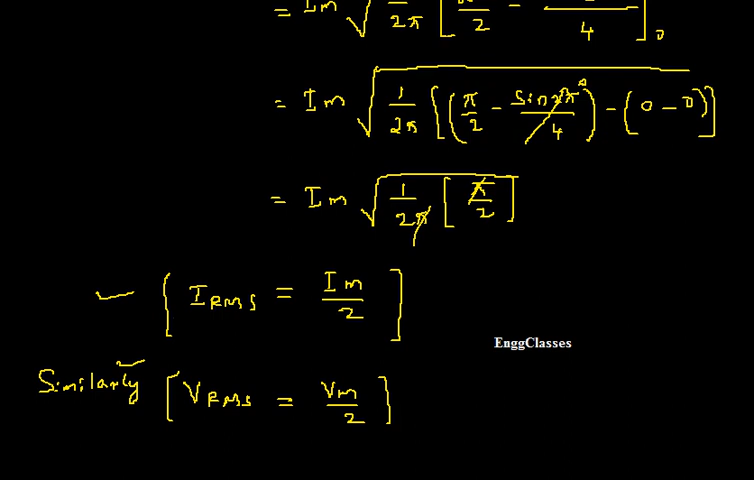 = Im √ 1/2π [ π/2 - 4 ]0
= Im √ 1/2π [(π/2 - Sin2π/4) - (0 - 0)]
= Im √ 1/2π [ π/2 ]
[ IRMS = Im/2 ]
EnggClasses
Similarly [ VRMS = Vm/2 ]